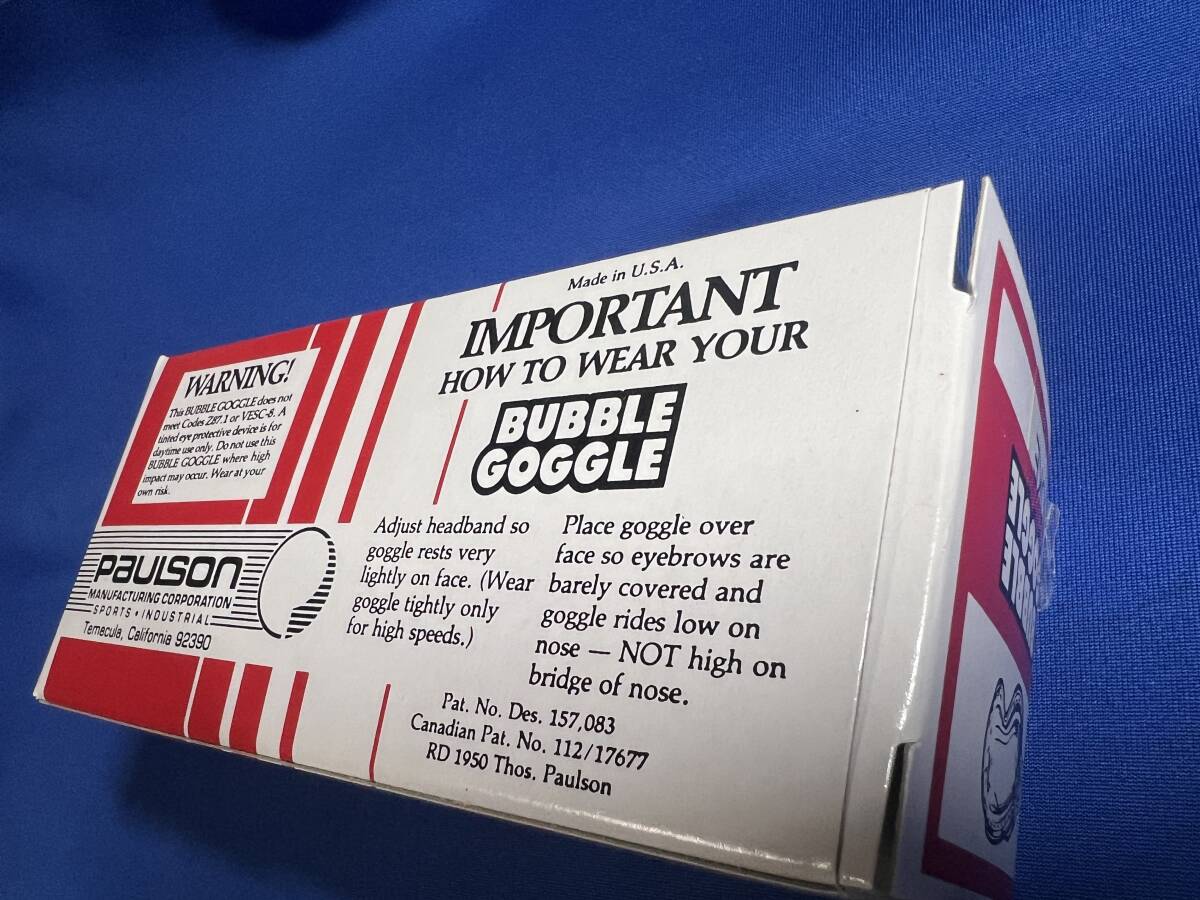 Made in U.S.A.
IMPORTANT
HOW TO WEAR YOUR
BUBBLE
GOGGLE
Adjust headband so
goggle rests very
lightly on face. (Wear
goggle tightly only
for high speeds.)
Place goggle over
face so eyebrows are
barely covered and
goggle rides low on
nose — NOT high on
bridge of nose.
Pat. No. Des. 157,083
Canadian Pat. No. 112/17677
RD 1950 Thos. Paulson
WARNING!
This BUBBLE GOGGLE does not
meet Codes Z87.1 or VESC-8. A
tinted eye protective device is for
daytime use only. Do not use this
BUBBLE GOGGLE where high
impact may occur. Wear at your
own risk.
PAULSON
MANUFACTURING CORPORATION
SPORTS • INDUSTRIAL
Temecula, California 92390
BUBBLE
GOGGLE